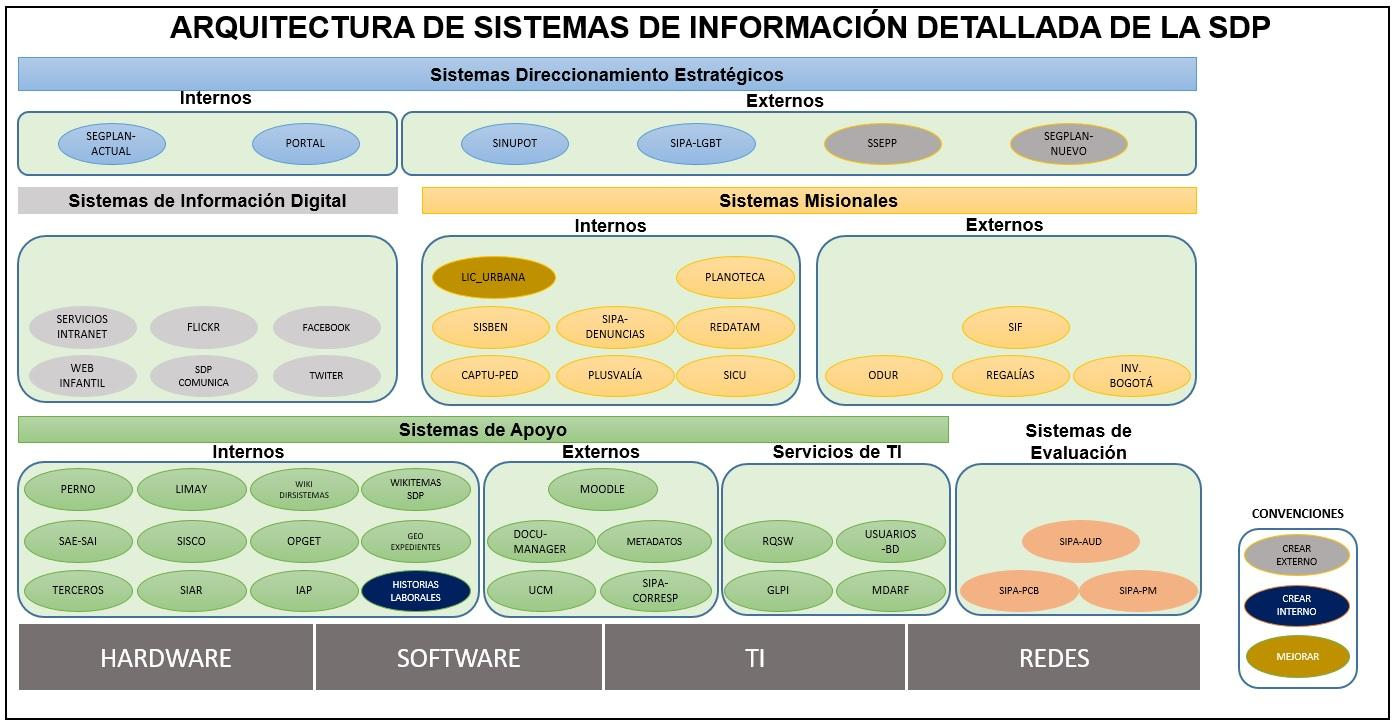 ARQUITECTURA DE SISTEMAS DE INFORMACIÓN DETALLADA DE LA SDP
Sistemas Direccionamiento Estratégicos
Internos
Externos
SEGPLAN-
ACTUAL
PORTAL
SINUPOT
SIPA-LGBT
SSEPP
SEGPLAN-
NUEVO
Sistemas de Información Digital
SERVICIOS
INTRANET
FLICKR
FACEBOOK
WEB
INFANTIL
SDP
COMUNICA
TWITER
Sistemas Misionales
Internos
Externos
LIC_URBANA
PLANOTECA
SISBEN
SIPA-
DENUNCIAS
REDATAM
CAPTU-PED
PLUSVALÍA
SICU
SIF
ODUR
REGALÍAS
INV.
BOGOTÁ
Sistemas de Apoyo
Internos
Externos
Servicios de TI
Sistemas de
Evaluación
PERNO
LIMAY
WIKI
DIRSISTEMAS
WIKITEMAS
SDP
SAE-SAI
SISCO
OPGET
GEO
EXPEDIENTES
TERCEROS
SIAR
IAP
HISTORIAS
LABORALES
MOODLE
DOCU-
MANAGER
METADATOS
UCM
SIPA-
CORRESP
RQSW
USUARIOS
-BD
GLPI
MDARF
SIPA-AUD
SIPA-PCB
SIPA-PM
CONVENCIONES
CREAR
EXTERNO
CREAR
INTERNO
MEJORAR
HARDWARE
SOFTWARE
TI
REDES